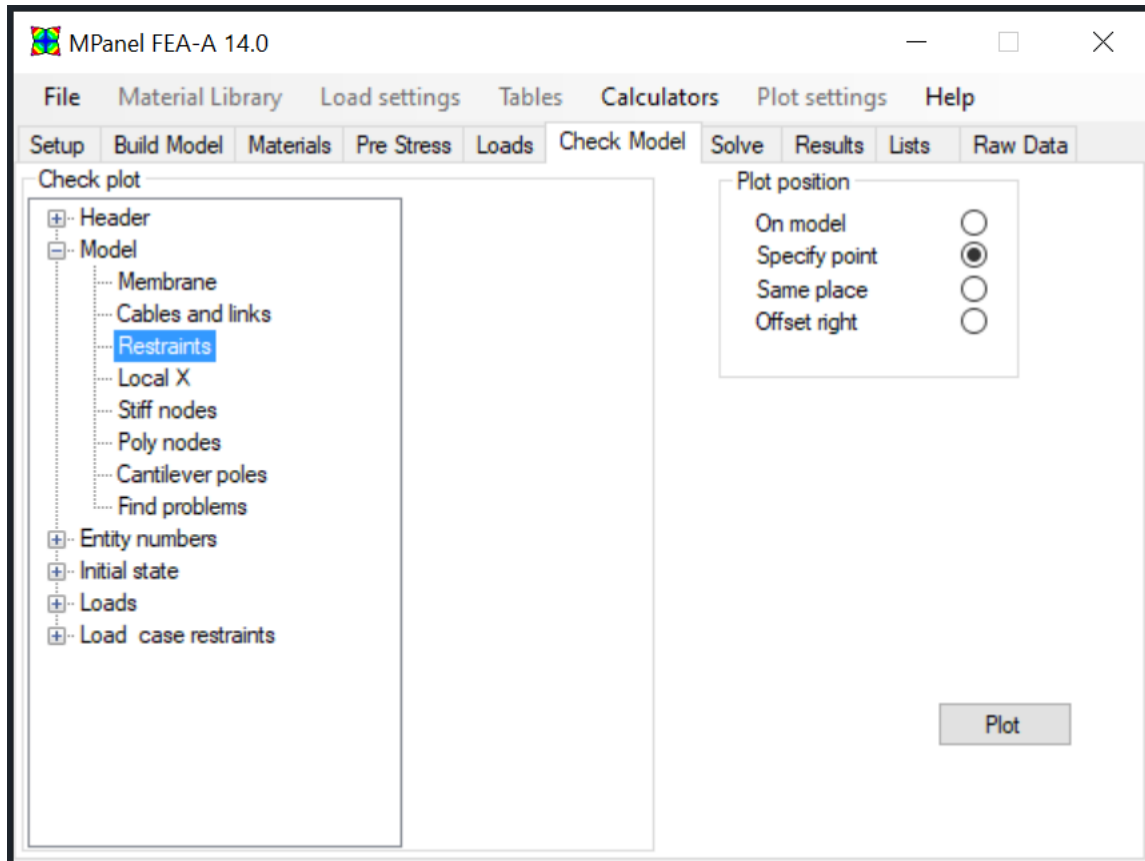 MPanel FEA-A 14.0
File Material Library Load settings Tables Calculators Plot settings Help
Setup Build Model Materials Pre Stress Loads Check Model Solve Results Lists Raw Data
Check plot
Header
Model
Membrane
Cables and links
Restraints
Local X
Stiff nodes
Poly nodes
Cantilever poles
Find problems
Entity numbers
Initial state
Loads
Load  case restraints
Plot position
On model
Specify point
Same place
Offset right
Plot